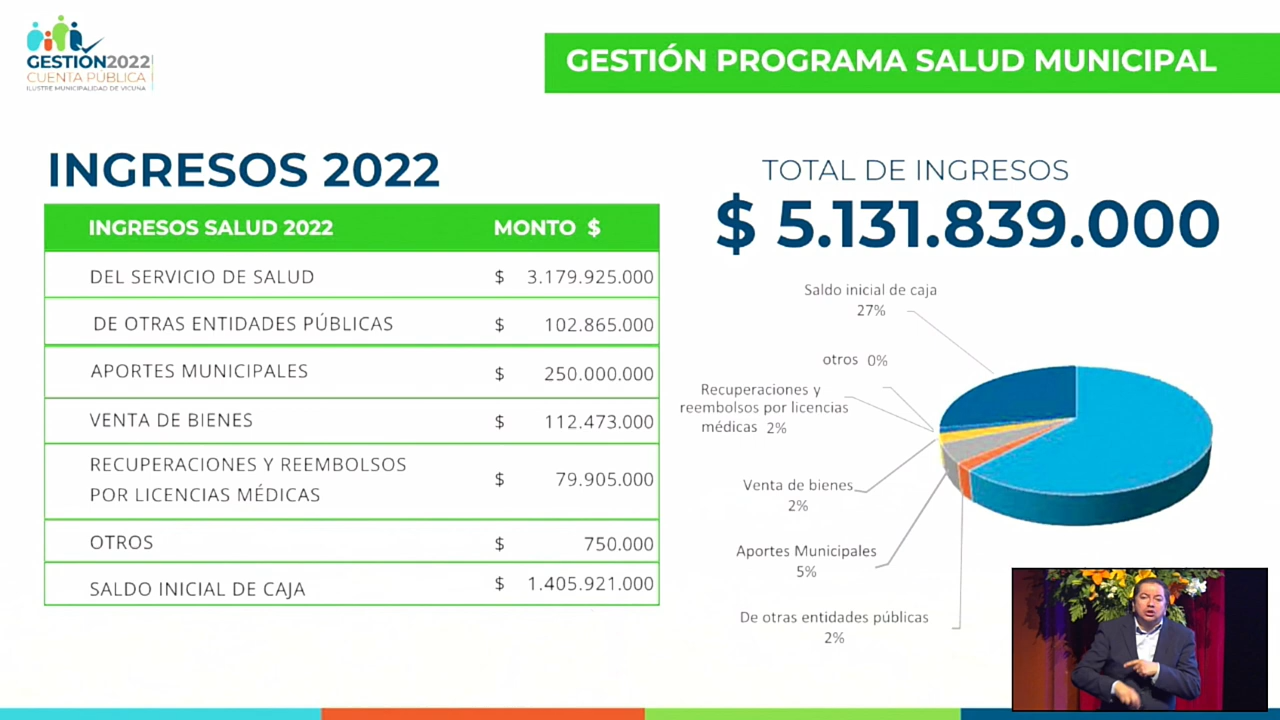 GESTIÓN2022
CUENTA PÚBLICA
ILUSTRE MUNICIPALIDAD DE VICUÑA
GESTIÓN PROGRAMA SALUD MUNICIPAL
INGRESOS 2022
INGRESOS SALUD 2022 MONTO $
DEL SERVICIO DE SALUD $ 3.179.925.000
DE OTRAS ENTIDADES PÚBLICAS $ 102.865.000
APORTES MUNICIPALES $ 250.000.000
VENTA DE BIENES $ 112.473.000
RECUPERACIONES Y REEMBOLSOS
POR LICENCIAS MÉDICAS $ 79.905.000
OTROS $ 750.000
SALDO INICIAL DE CAJA $ 1.405.921.000
TOTAL DE INGRESOS
$ 5.131.839.000
Saldo inicial de caja
27%
otros 0%
Recuperaciones y
reembolsos por licencias
médicas 2%
Venta de bienes
2%
Aportes Municipales
5%
De otras entidades públicas
2%